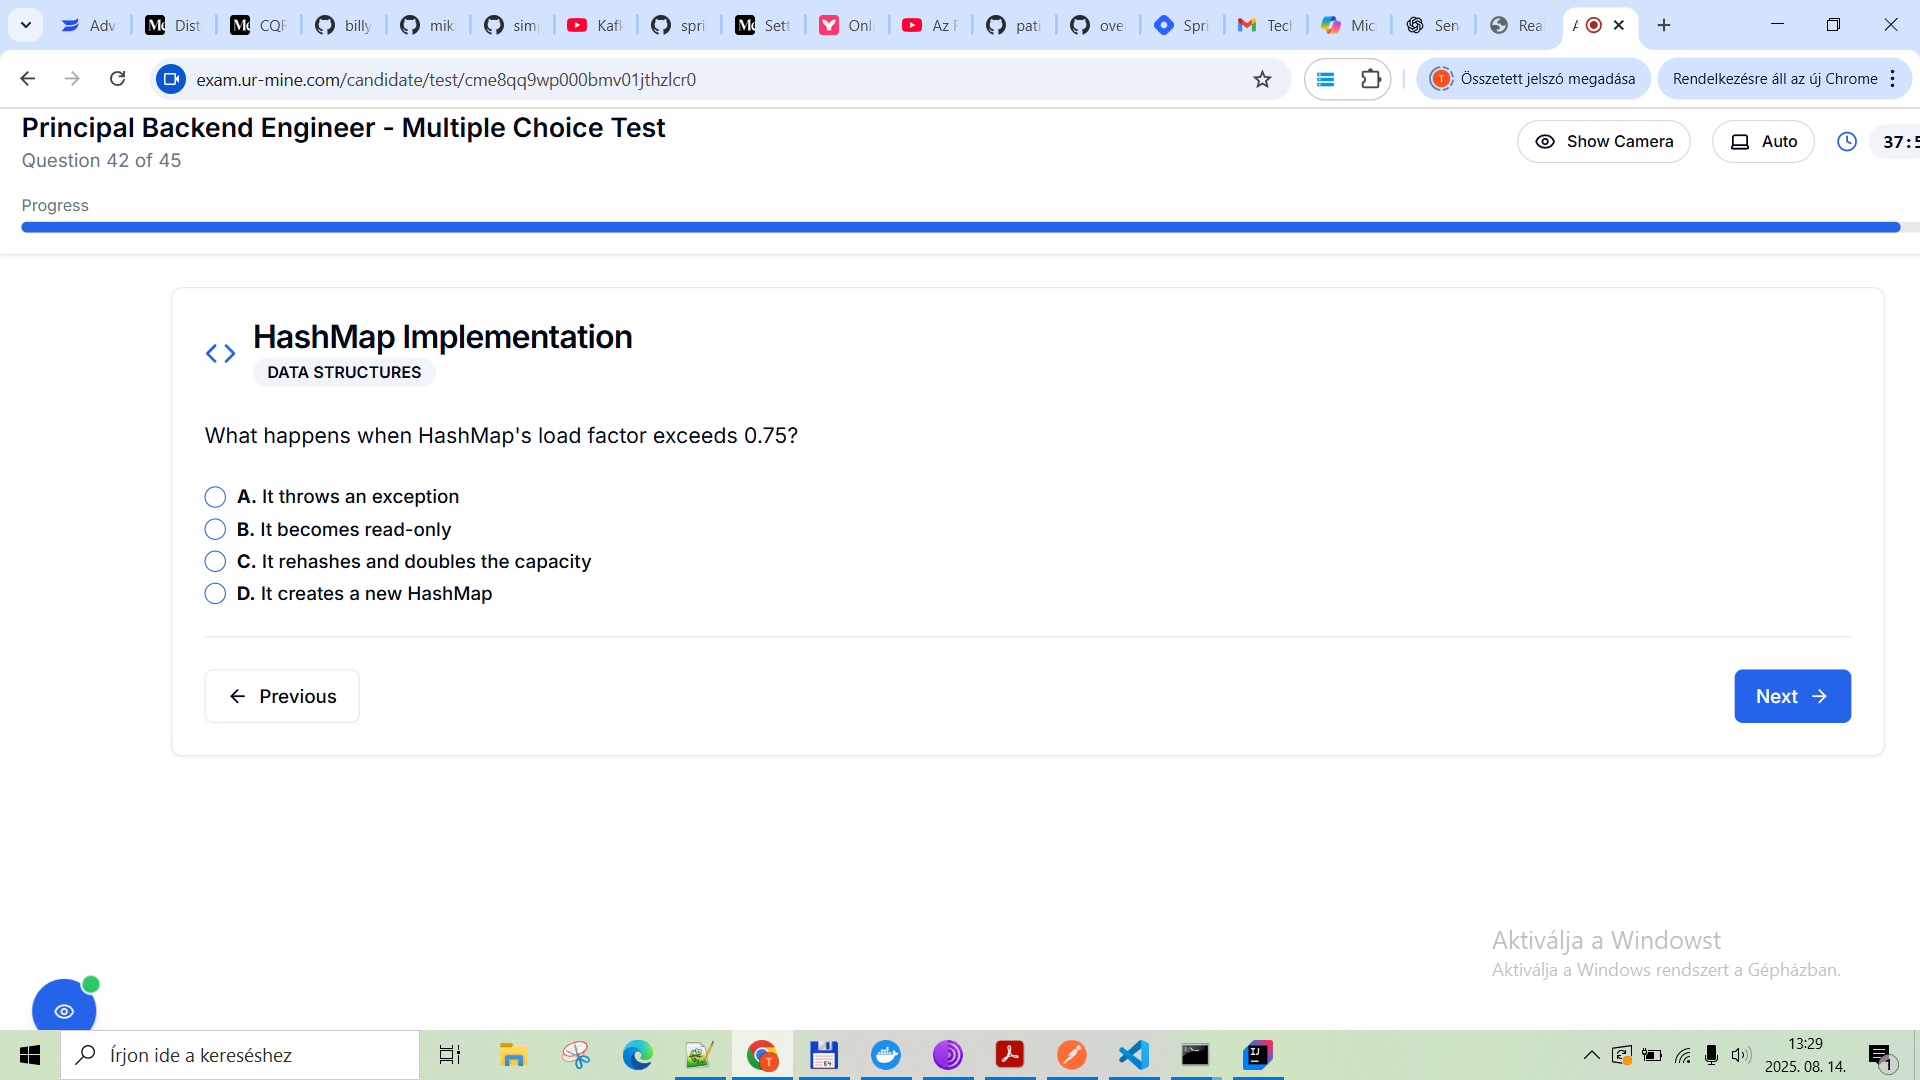 Adv
Dist
CQR
billy
mik
sim
Kafk
spri
Sett
Onli
Az F
pati
ove
Spri
Tech
Mic
Sen
Rea
exam.ur-mine.com/candidate/test/cme8qq9wp000bmv01jthzlcr0
Összetett jelszó megadása
Rendelkezésre áll az új Chrome
Principal Backend Engineer - Multiple Choice Test
Question 42 of 45
Show Camera
Auto
37:5
Progress
HashMap Implementation
DATA STRUCTURES
What happens when HashMap's load factor exceeds 0.75?
A. It throws an exception
B. It becomes read-only
C. It rehashes and doubles the capacity
D. It creates a new HashMap
Previous
Next
Aktiválja a Windowst
Aktiválja a Windows rendszert a Gépházban.
Írjon ide a kereséshez
13:29
2025. 08. 14.
1